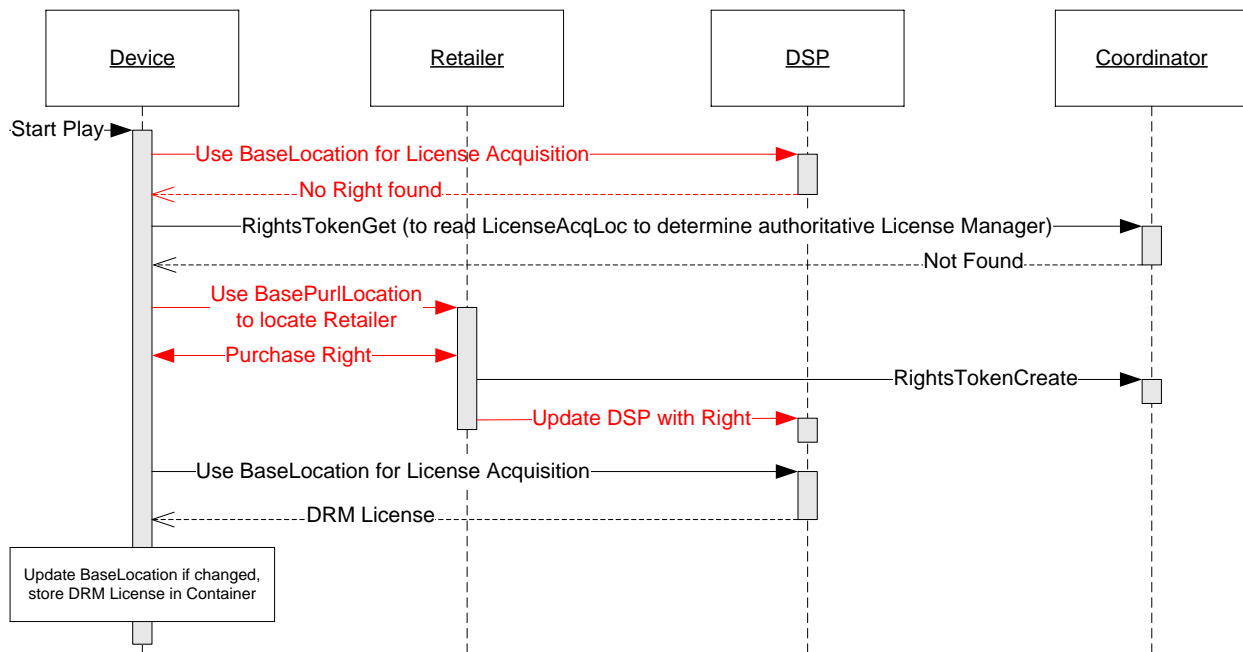 Device
Retailer
DSP
Coordinator
Start Play
Use BaseLocation for License Acquisition
No Right found
RightsTokenGet (to read LicenseAcqLoc to determine authoritative License Manager)
Not Found
Use BasePurlLocation
to locate Retailer
Purchase Right
RightsTokenCreate
Update DSP with Right
Use BaseLocation for License Acquisition
DRM License
Update BaseLocation if changed,
store DRM License in Container